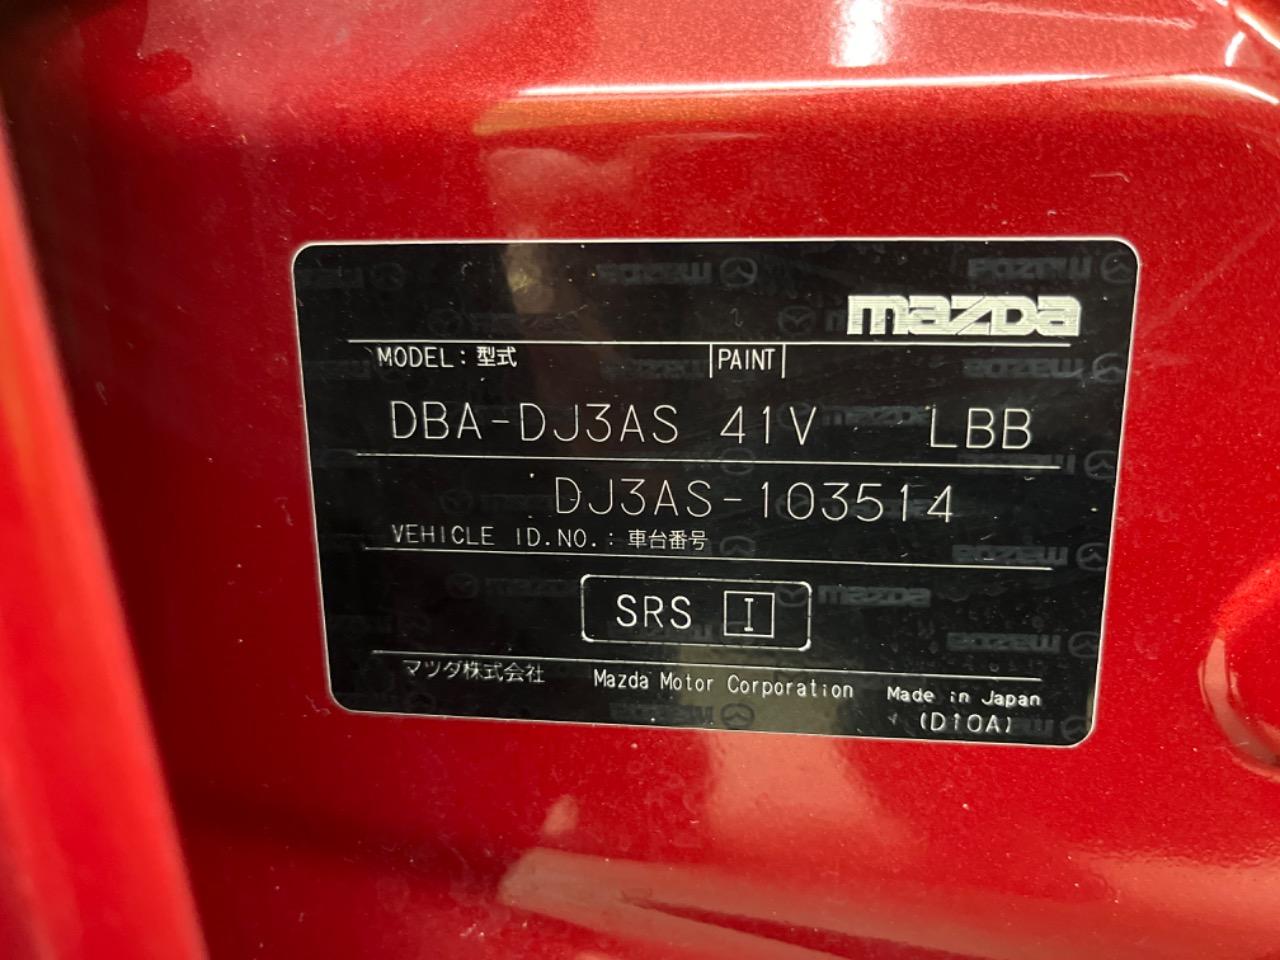 mazda
MODEL : 型式 PAINT
DBA-DJ3AS 41V LBB
DJ3AS-103514
VEHICLE ID.NO. : 車台番号
SRS I
マツダ株式会社 Mazda Motor Corporation Made in Japan
(D10A)